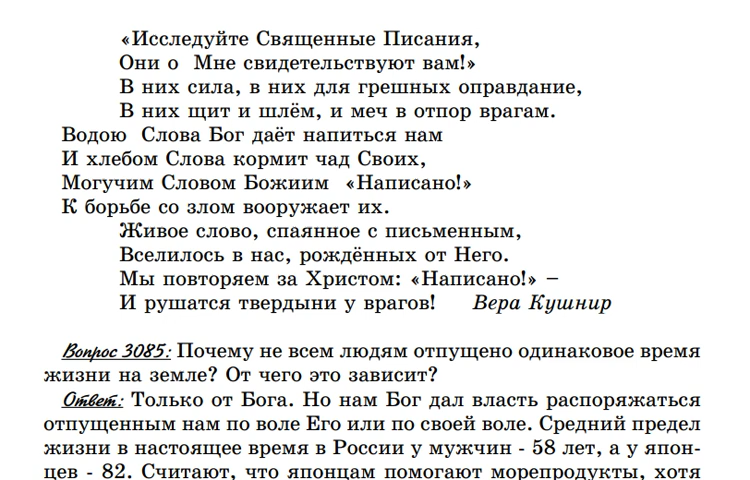 «Исследуйте Священные Писания,
Они о Мне свидетельствуют вам!»
В них сила, в них для грешных оправдание,
В них щит и шлём, и меч в отпор врагам.
Водою Слова Бог даёт напиться нам
И хлебом Слова кормит чад Своих,
Могучим Словом Божиим «Написано!»
К борьбе со злом вооружает их.
Живое слово, спаянное с письменным,
Вселилось в нас, рождённых от Него.
Мы повторяем за Христом: «Написано!» –
И рушатся твердыни у врагов! Вера Кушнир
Вопрос 3085: Почему не всем людям отпущено одинаковое время
жизни на земле? От чего это зависит?
Ответ: Только от Бога. Но нам Бог дал власть распоряжаться
отпущенным нам по воле Его или по своей воле. Средний предел
жизни в настоящее время в России у мужчин - 58 лет, а у япон-
цев - 82. Считают, что японцам помогают морепродукты, хотя